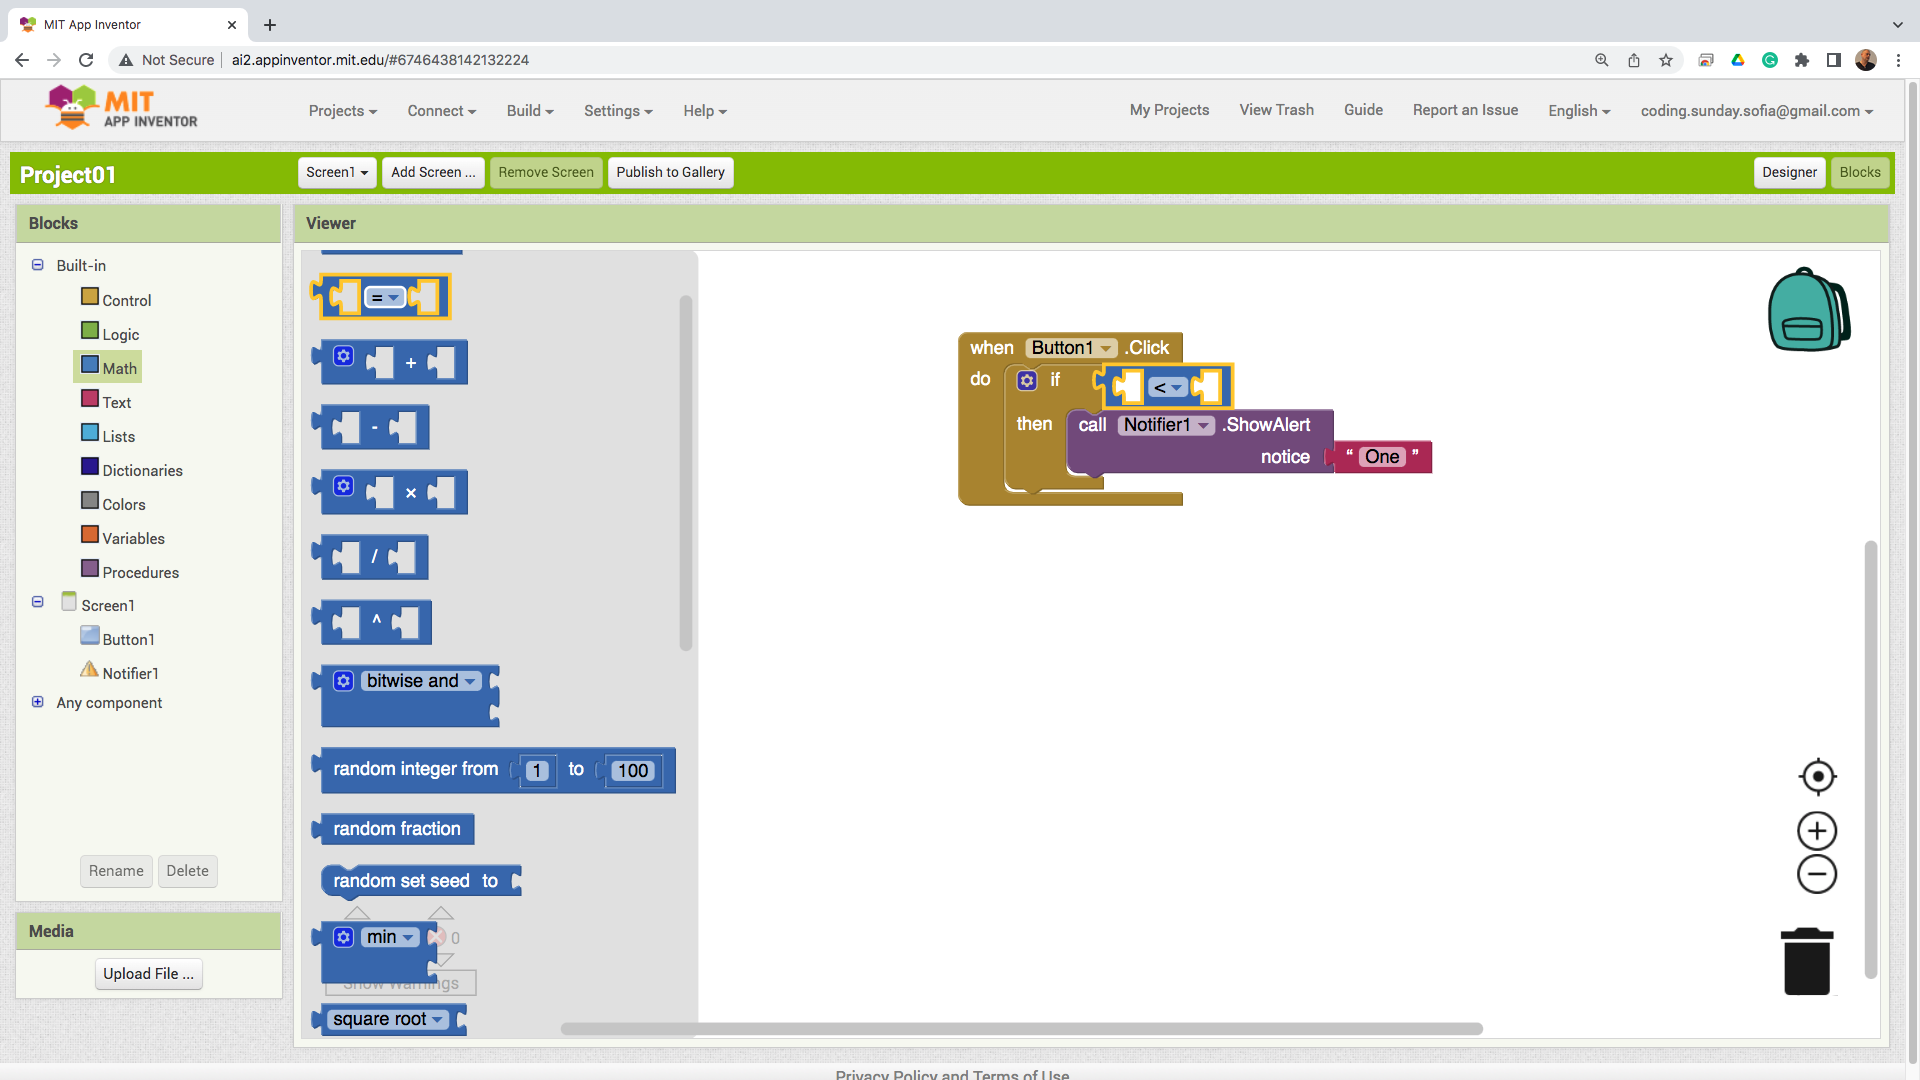 MIT App Inventor
Not Secure
ai2.appinventor.mit.edu/#6746438142132224
MIT
APP INVENTOR
Projects
Connect
Build
Settings
Help
My Projects
View Trash
Guide
Report an Issue
English
coding.sunday.sofia@gmail.com
Project01
Screen1
Add Screen ...
Remove Screen
Publish to Gallery
Designer
Blocks
Blocks
Built-in
Control
Logic
Math
Text
Lists
Dictionaries
Colors
Variables
Procedures
Screen1
Button1
Notifier1
Any component
Rename
Delete
Media
Upload File ...
Viewer
=
+
-
×
/
^
bitwise and
random integer from 1 to 100
random fraction
random set seed to
min
0
Show Warnings
square root
when Button1 .Click
do if <
then call Notifier1 .ShowAlert
notice “ One ”
Privacy Policy and Terms of Use